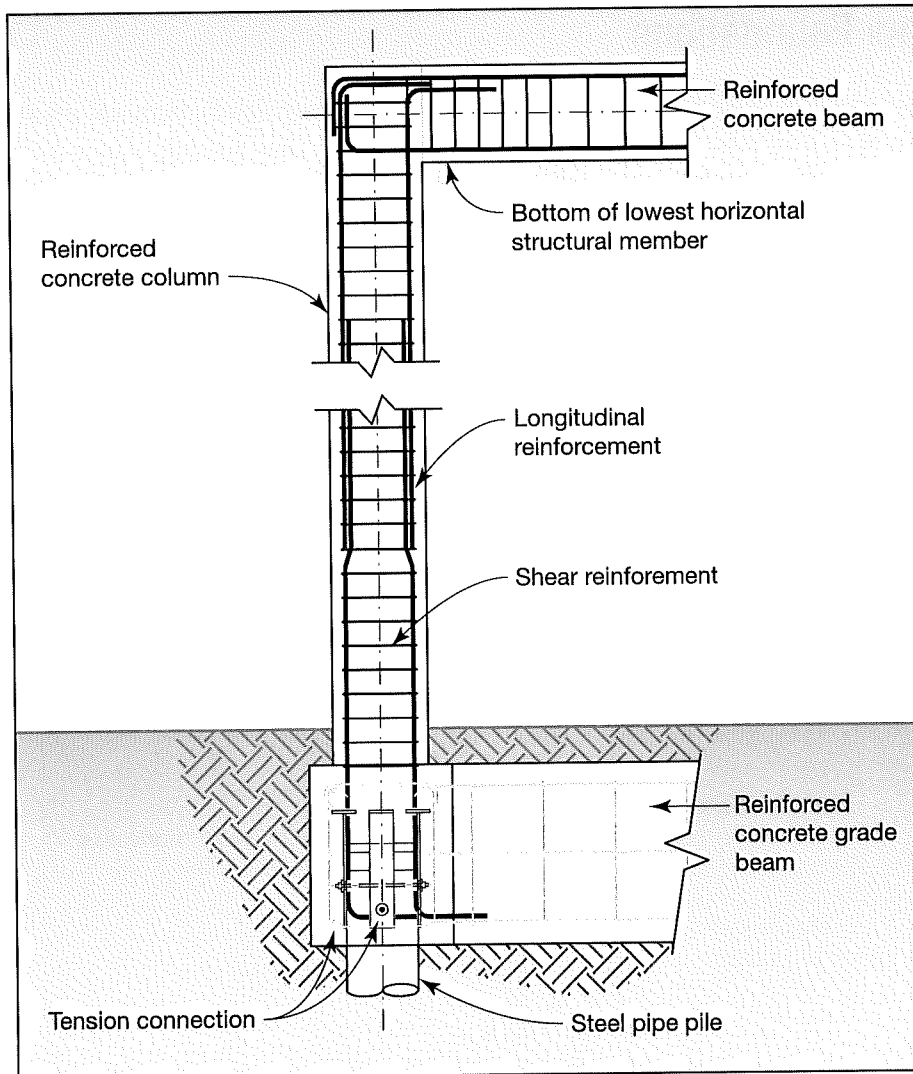 Reinforced
concrete beam
Bottom of lowest horizontal
structural member
Reinforced
concrete column
Longitudinal
reinforcement
Shear reinforement
Reinforced
concrete grade
beam
Tension connection
Steel pipe pile